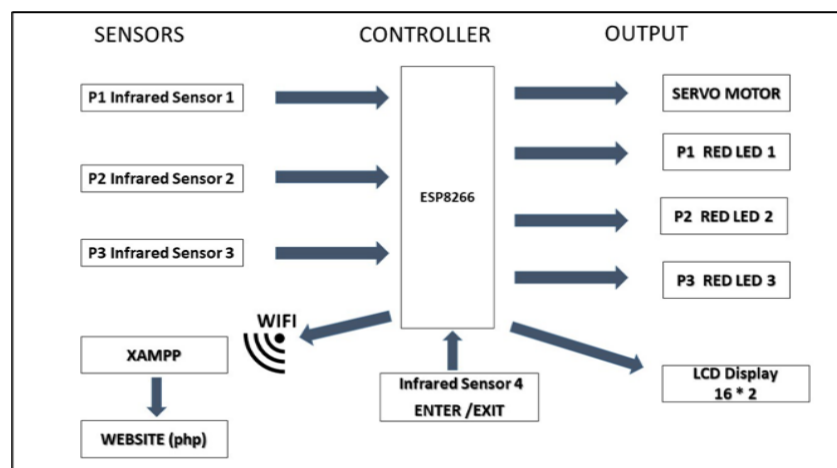 SENSORS
CONTROLLER
OUTPUT
P1 Infrared Sensor 1
P2 Infrared Sensor 2
P3 Infrared Sensor 3
ESP8266
SERVO MOTOR
P1 RED LED 1
P2 RED LED 2
P3 RED LED 3
WIFI
XAMPP
WEBSITE (php)
Infrared Sensor 4
ENTER /EXIT
LCD Display
16 * 2